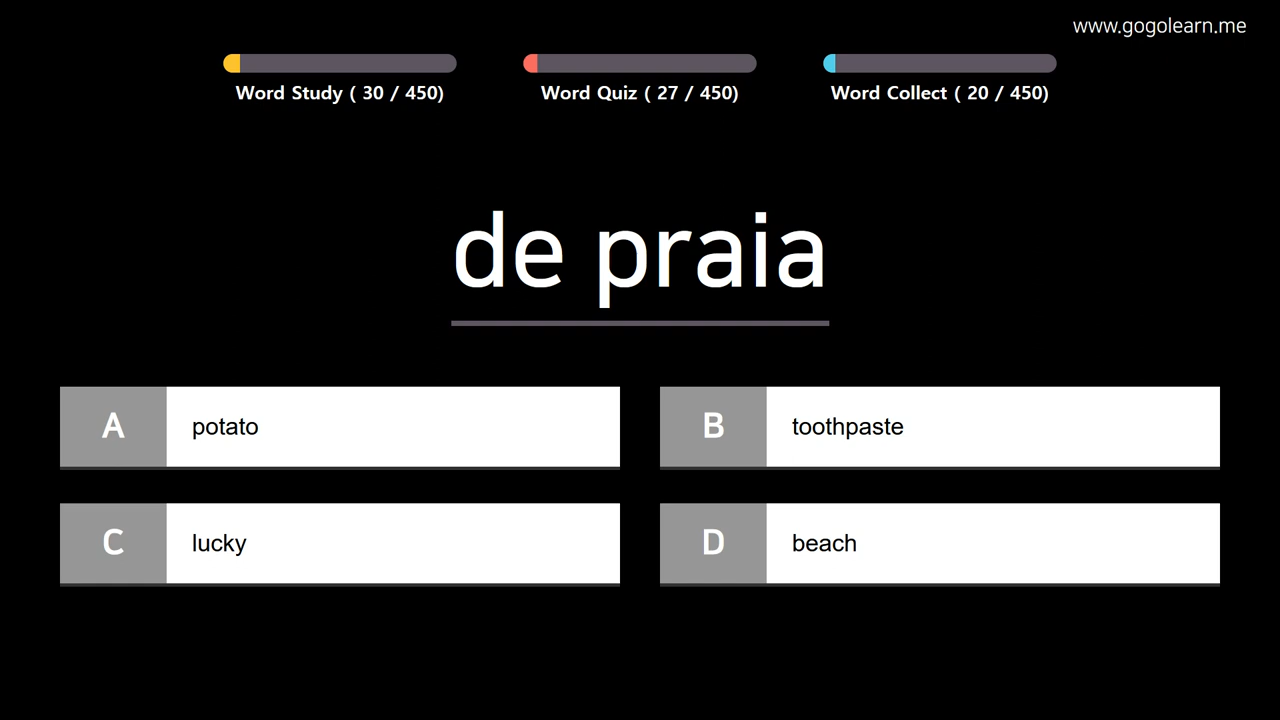 www.gogolearn.me
Word Study ( 30 / 450)
Word Quiz ( 27 / 450)
Word Collect ( 20 / 450)
de praia
A
potato
B
toothpaste
C
lucky
D
beach